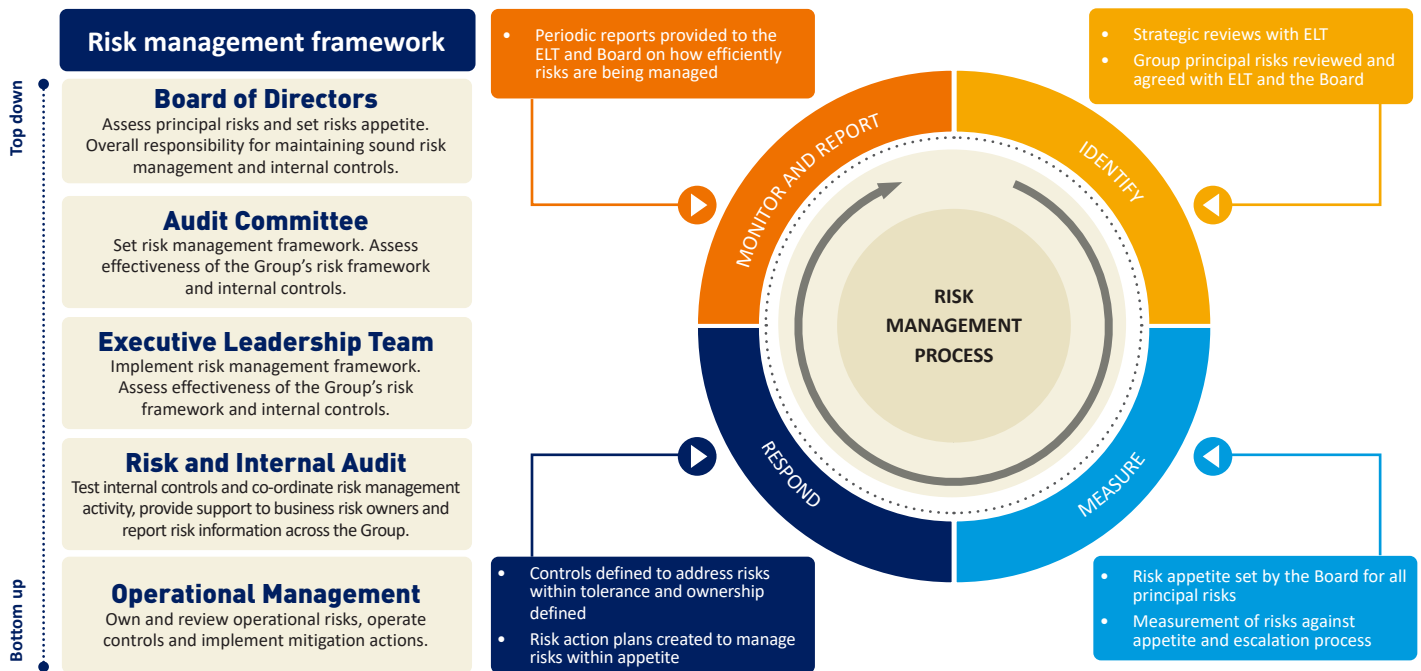 Risk management framework
Top down
Board of Directors
Assess principal risks and set risks appetite.
Overall responsibility for maintaining sound risk
management and internal controls.
Audit Committee
Set risk management framework. Assess
effectiveness of the Group’s risk framework
and internal controls.
Executive Leadership Team
Implement risk management framework.
Assess effectiveness of the Group’s risk
framework and internal controls.
Risk and Internal Audit
Test internal controls and co-ordinate risk management
activity, provide support to business risk owners and
report risk information across the Group.
Operational Management
Own and review operational risks, operate
controls and implement mitigation actions.
Bottom up
• Periodic reports provided to the
ELT and Board on how efficiently
risks are being managed
• Strategic reviews with ELT
• Group principal risks reviewed and
agreed with ELT and the Board
MONITOR AND REPORT
IDENTIFY
RISK
MANAGEMENT
PROCESS
RESPOND
MEASURE
• Controls defined to address risks
within tolerance and ownership
defined
• Risk action plans created to manage
risks within appetite
• Risk appetite set by the Board for all
principal risks
• Measurement of risks against
appetite and escalation process